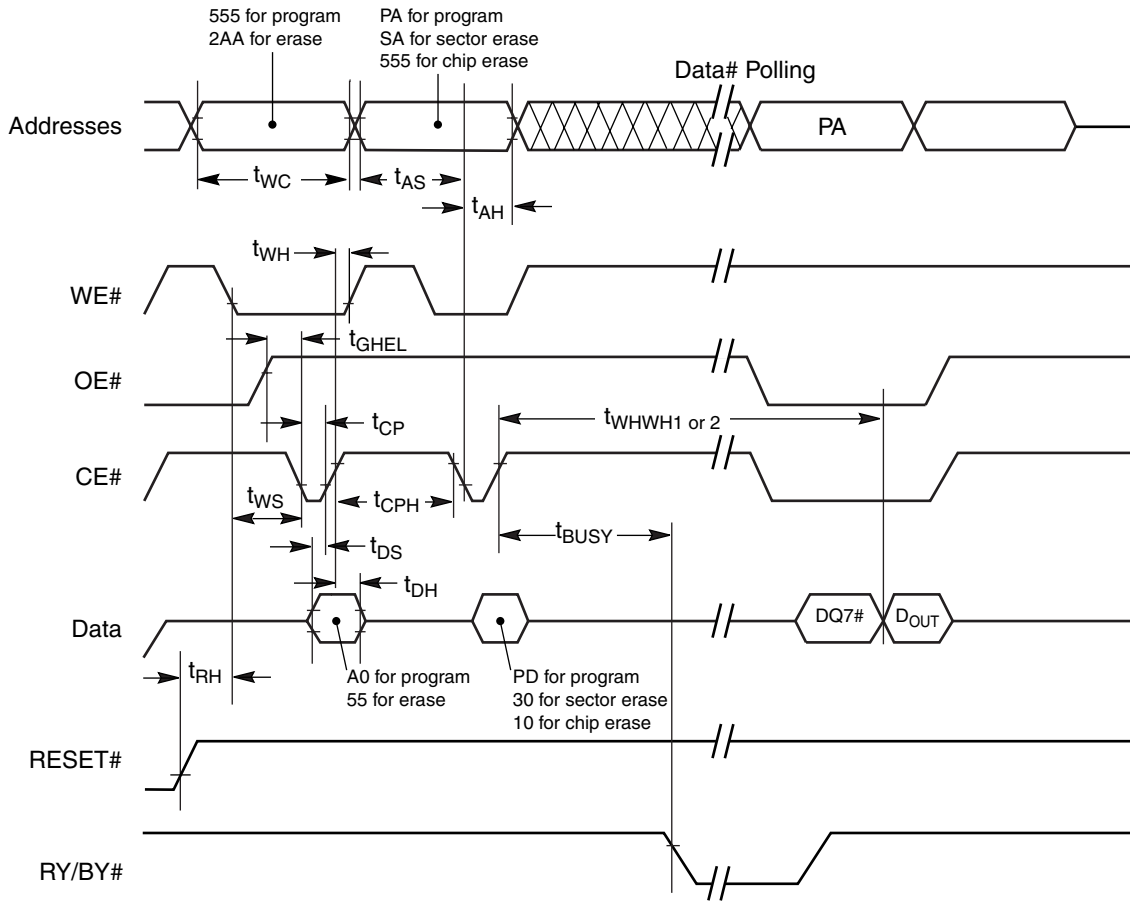 555 for program
2AA for erase
PA for program
SA for sector erase
555 for chip erase
Data# Polling
Addresses
PA
tWC
tAS
tAH
tWH
WE#
tGHEL
OE#
tWHWH1 or 2
tCP
CE#
tWS
tCPH
tBUSY
tDS
tDH
Data
DQ7#
DOUT
tRH
A0 for program
55 for erase
PD for program
30 for sector erase
10 for chip erase
RESET#
RY/BY#